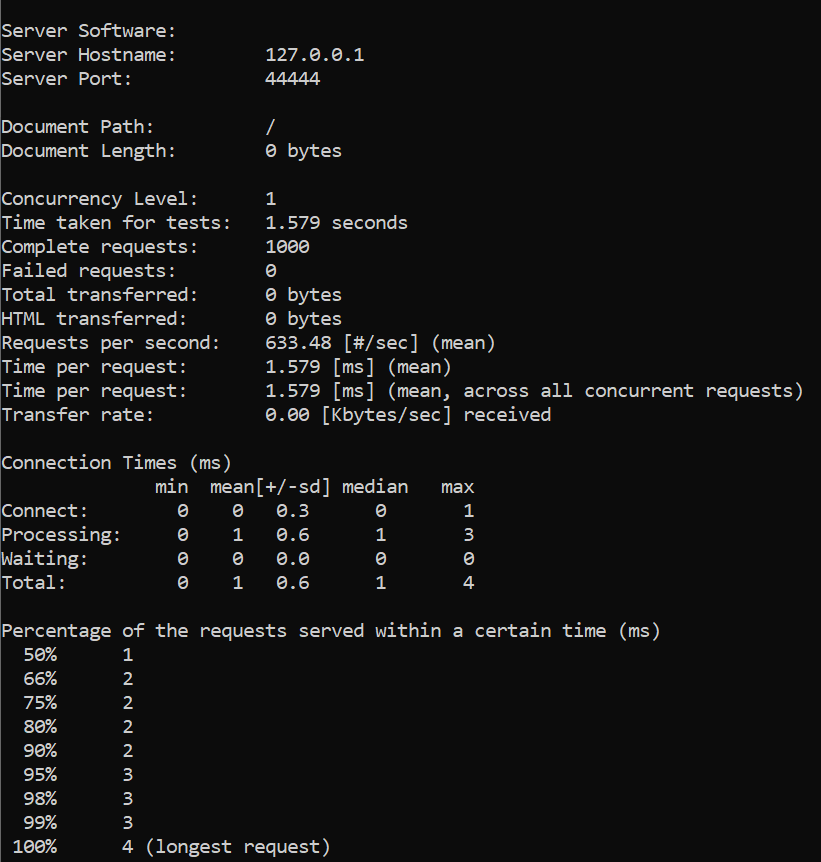 Server Software:
Server Hostname:        127.0.0.1
Server Port:            44444

Document Path:          /
Document Length:        0 bytes

Concurrency Level:      1
Time taken for tests:   1.579 seconds
Complete requests:      1000
Failed requests:        0
Total transferred:      0 bytes
HTML transferred:       0 bytes
Requests per second:    633.48 [#/sec] (mean)
Time per request:       1.579 [ms] (mean)
Time per request:       1.579 [ms] (mean, across all concurrent requests)
Transfer rate:          0.00 [Kbytes/sec] received

Connection Times (ms)
              min  mean[+/-sd] median   max
Connect:        0    0   0.3      0       1
Processing:     0    1   0.6      1       3
Waiting:        0    0   0.0      0       0
Total:          0    1   0.6      1       4

Percentage of the requests served within a certain time (ms)
  50%      1
  66%      2
  75%      2
  80%      2
  90%      2
  95%      3
  98%      3
  99%      3
 100%      4 (longest request)